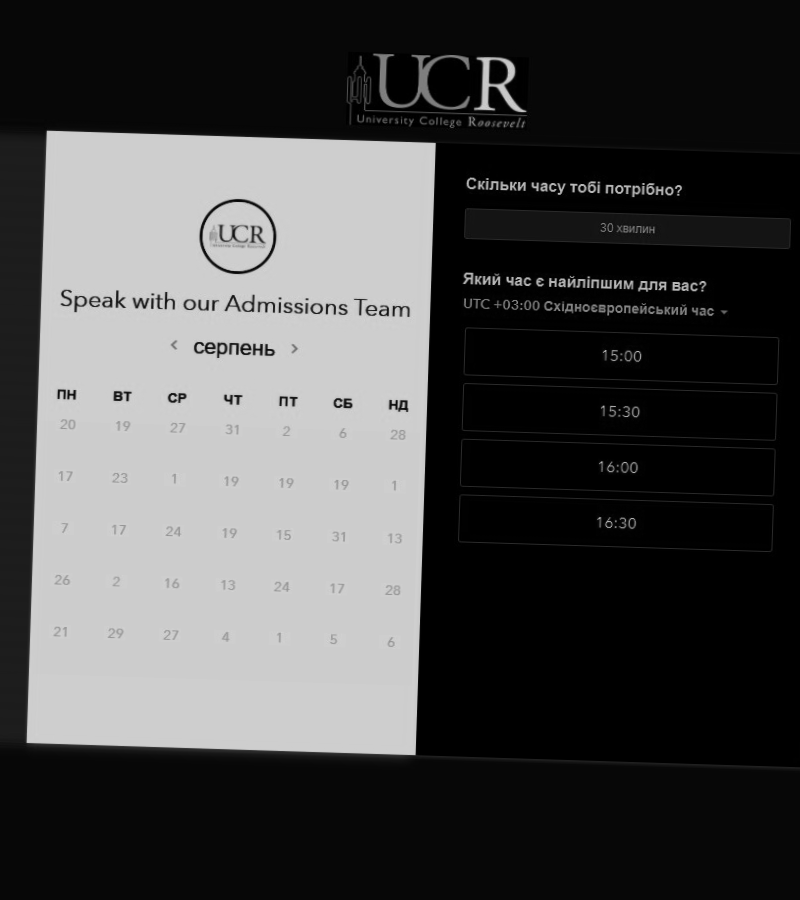 UCR
University College Roosevelt
UCR
University College Roosevelt
Speak with our Admissions Team
серпень
ПН ВТ СР ЧТ ПТ СБ НД
20 19 27 31 2 6 28
17 23 1 19 19 19 1
7 17 24 19 15 31 13
26 2 16 13 24 17 28
21 29 27 4 1 5 6
Скільки часу тобі потрібно?
30 хвилин
Який час є найліпшим для вас?
UTC +03:00 Східноєвропейський час
15:00
15:30
16:00
16:30